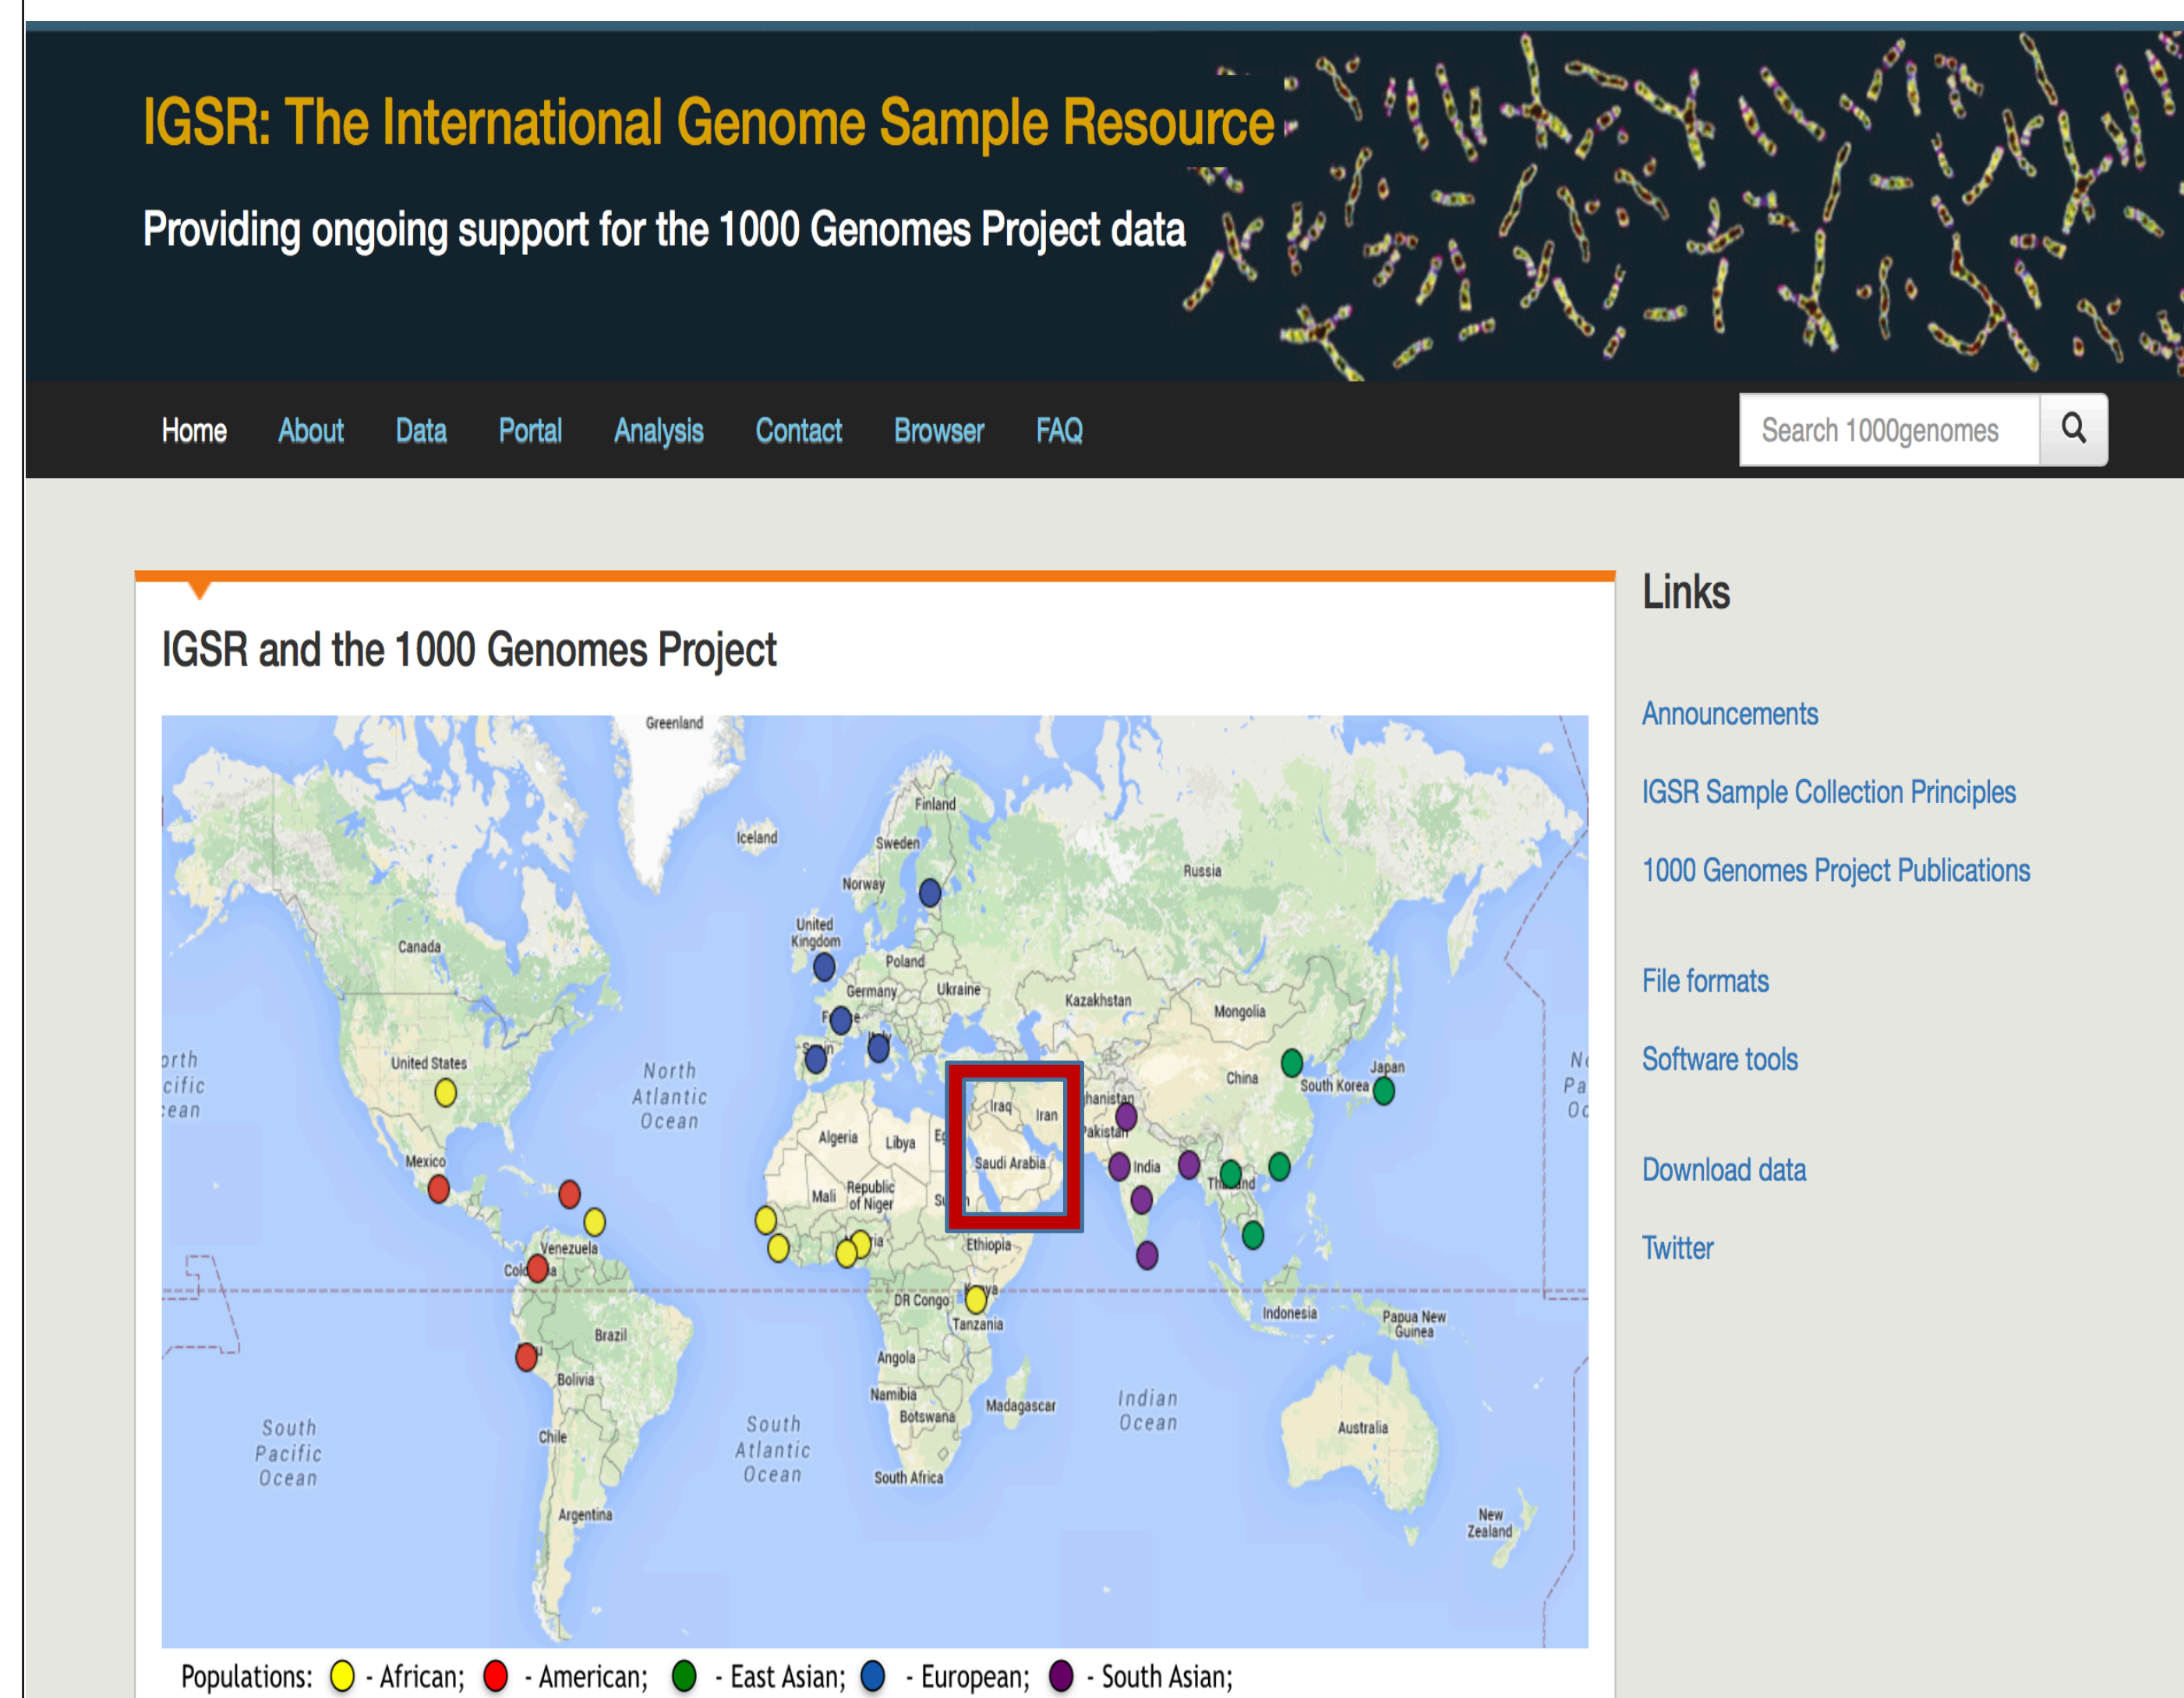 IGSR: The International Genome Sample Resource
Providing ongoing support for the 1000 Genomes Project data
Home About Data Portal Analysis Contact Browser FAQ
Search 1000genomes
IGSR and the 1000 Genomes Project
Greenland
Finland
Iceland
Sweden
Russia
Norway
United
Kingdom
Canada
Poland
Germany
Ukraine
Kazakhstan
Mongolia
United States
North
Atlantic
Ocean
China
South Korea
Japan
Iraq
Iran
Pakistan
Algeria
Libya
Saudi Arabia
India
Mexico
Mali
Republic
of Niger
Ethiopia
Venezuela
DR Congo
Tanzania
Indonesia
Papua New
Guinea
Brazil
Angola
Bolivia
Namibia
Botswana
Madagascar
Indian
Ocean
Australia
South
Pacific
Ocean
Chile
South
Atlantic
Ocean
South Africa
Argentina
New
Zealand
Populations: - African; - American; - East Asian; - European; - South Asian;
Links
Announcements
IGSR Sample Collection Principles
1000 Genomes Project Publications
File formats
Software tools
Download data
Twitter